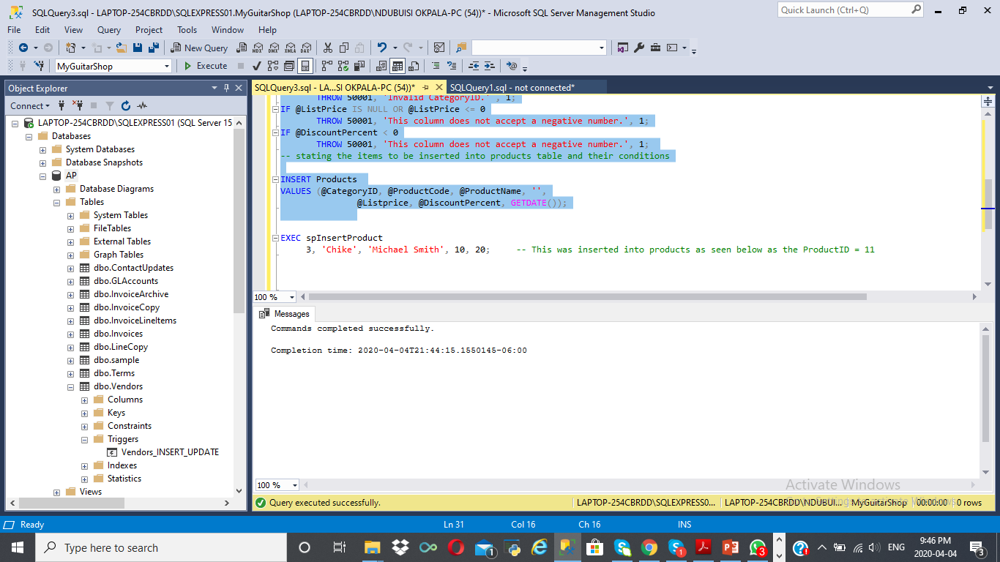 SQLQuery3.sql - LAPTOP-254CBRDD\SQLEXPRESS01.MyGuitarShop (LAPTOP-254CBRDD\NDUBUISI OKPALA-PC (54))* - Microsoft SQL Server Management Studio
Quick Launch (Ctrl+Q)
File Edit View Query Project Tools Window Help
New Query
MDX DMX XMLA DAX
MyGuitarShop
Execute
Object Explorer
SQLQuery3.sql - LA...SI OKPALA-PC (54))*
SQLQuery1.sql - not connected*
Connect
LAPTOP-254CBRDD\SQLEXPRESS01 (SQL Server 15
Databases
System Databases
Database Snapshots
AP
Database Diagrams
Tables
System Tables
FileTables
External Tables
Graph Tables
dbo.ContactUpdates
dbo.GLAccounts
dbo.InvoiceArchive
dbo.InvoiceCopy
dbo.InvoiceLineItems
dbo.Invoices
dbo.LineCopy
dbo.sample
dbo.Terms
dbo.Vendors
Columns
Keys
Constraints
Triggers
Vendors_INSERT_UPDATE
Indexes
Statistics
Views
THROW 50001, 'Invalid CategoryID.' , 1;
IF @ListPrice IS NULL OR @ListPrice <= 0
THROW 50001, 'This column does not accept a negative number.', 1;
IF @DiscountPercent < 0
THROW 50001, 'This column does not accept a negative number.', 1;
-- stating the items to be inserted into products table and their conditions
INSERT Products
VALUES (@CategoryID, @ProductCode, @ProductName, '',
@Listprice, @DiscountPercent, GETDATE());
EXEC spInsertProduct
3, 'Chike', 'Michael Smith', 10, 20; -- This was inserted into products as seen below as the ProductID = 11
100 %
Messages
Commands completed successfully.
Completion time: 2020-04-04T21:44:15.1550145-06:00
100 %
Activate Windows
Query executed successfully.
LAPTOP-254CBRDD\SQLEXPRESS0... LAPTOP-254CBRDD\NDUBUI... MyGuitarShop 00:00:00 0 rows
Ready
Ln 31 Col 16 Ch 16 INS
Type here to search
1
1
3
ENG
9:46 PM
2020-04-04
3